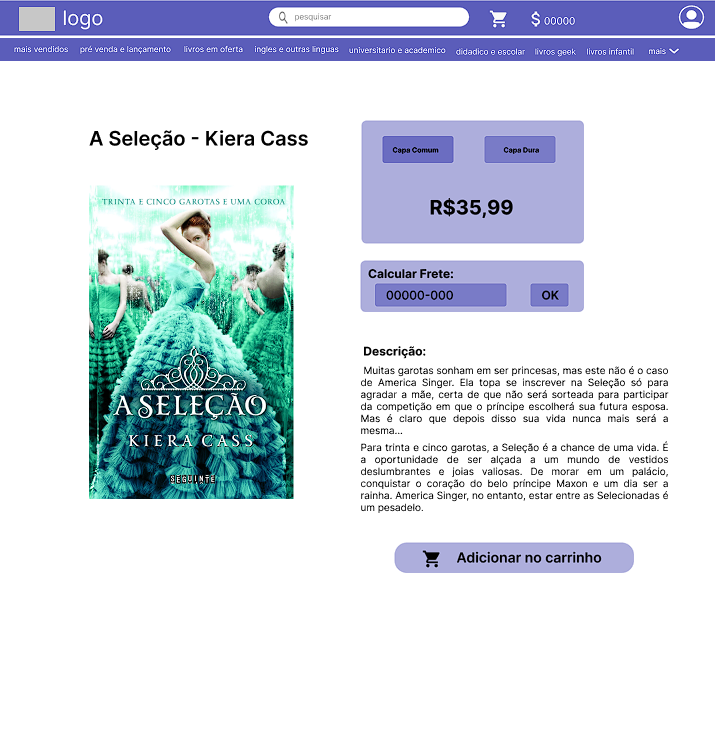 logo
pesquisar
$ 00000
mais vendidos pré venda e lançamento livros em oferta ingles e outras linguas universitario e academico didadico e escolar livros geek livros infantil mais
A Seleção - Kiera Cass
TRINTA E CINCO GAROTAS E UMA COROA
A SELEÇÃO
KIERA CASS
SEGUINTE
Capa Comum Capa Dura
R$35,99
Calcular Frete:
00000-000 OK
Descrição:
Muitas garotas sonham em ser princesas, mas este não é o caso
de America Singer. Ela topa se inscrever na Seleção só para
agradar a mãe, certa de que não será sorteada para participar
da competição em que o príncipe escolherá sua futura esposa.
Mas é claro que depois disso sua vida nunca mais será a
mesma...
Para trinta e cinco garotas, a Seleção é a chance de uma vida. É
a oportunidade de ser alçada a um mundo de vestidos
deslumbrantes e joias valiosas. De morar em um palácio,
conquistar o coração do belo príncipe Maxon e um dia ser a
rainha. America Singer, no entanto, estar entre as Selecionadas é
um pesadelo.
Adicionar no carrinho